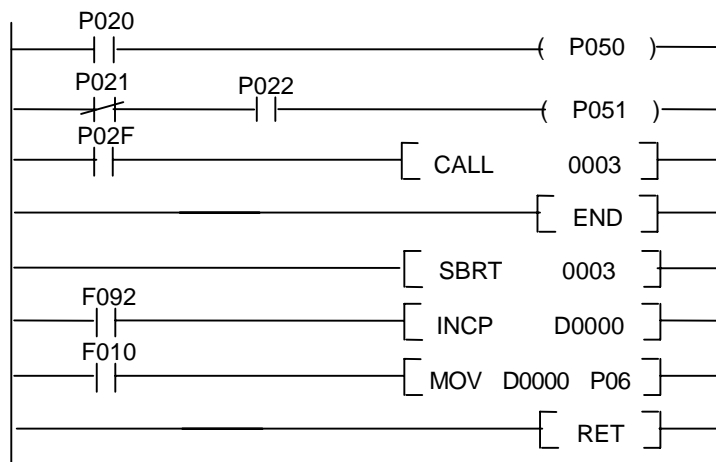 P020
( P050 )
P021 P022
( P051 )
P02F
[ CALL 0003 ]
[ END ]
[ SBRT 0003 ]
F092
[ INCP D0000 ]
F010
[ MOV D0000 P06 ]
[ RET ]